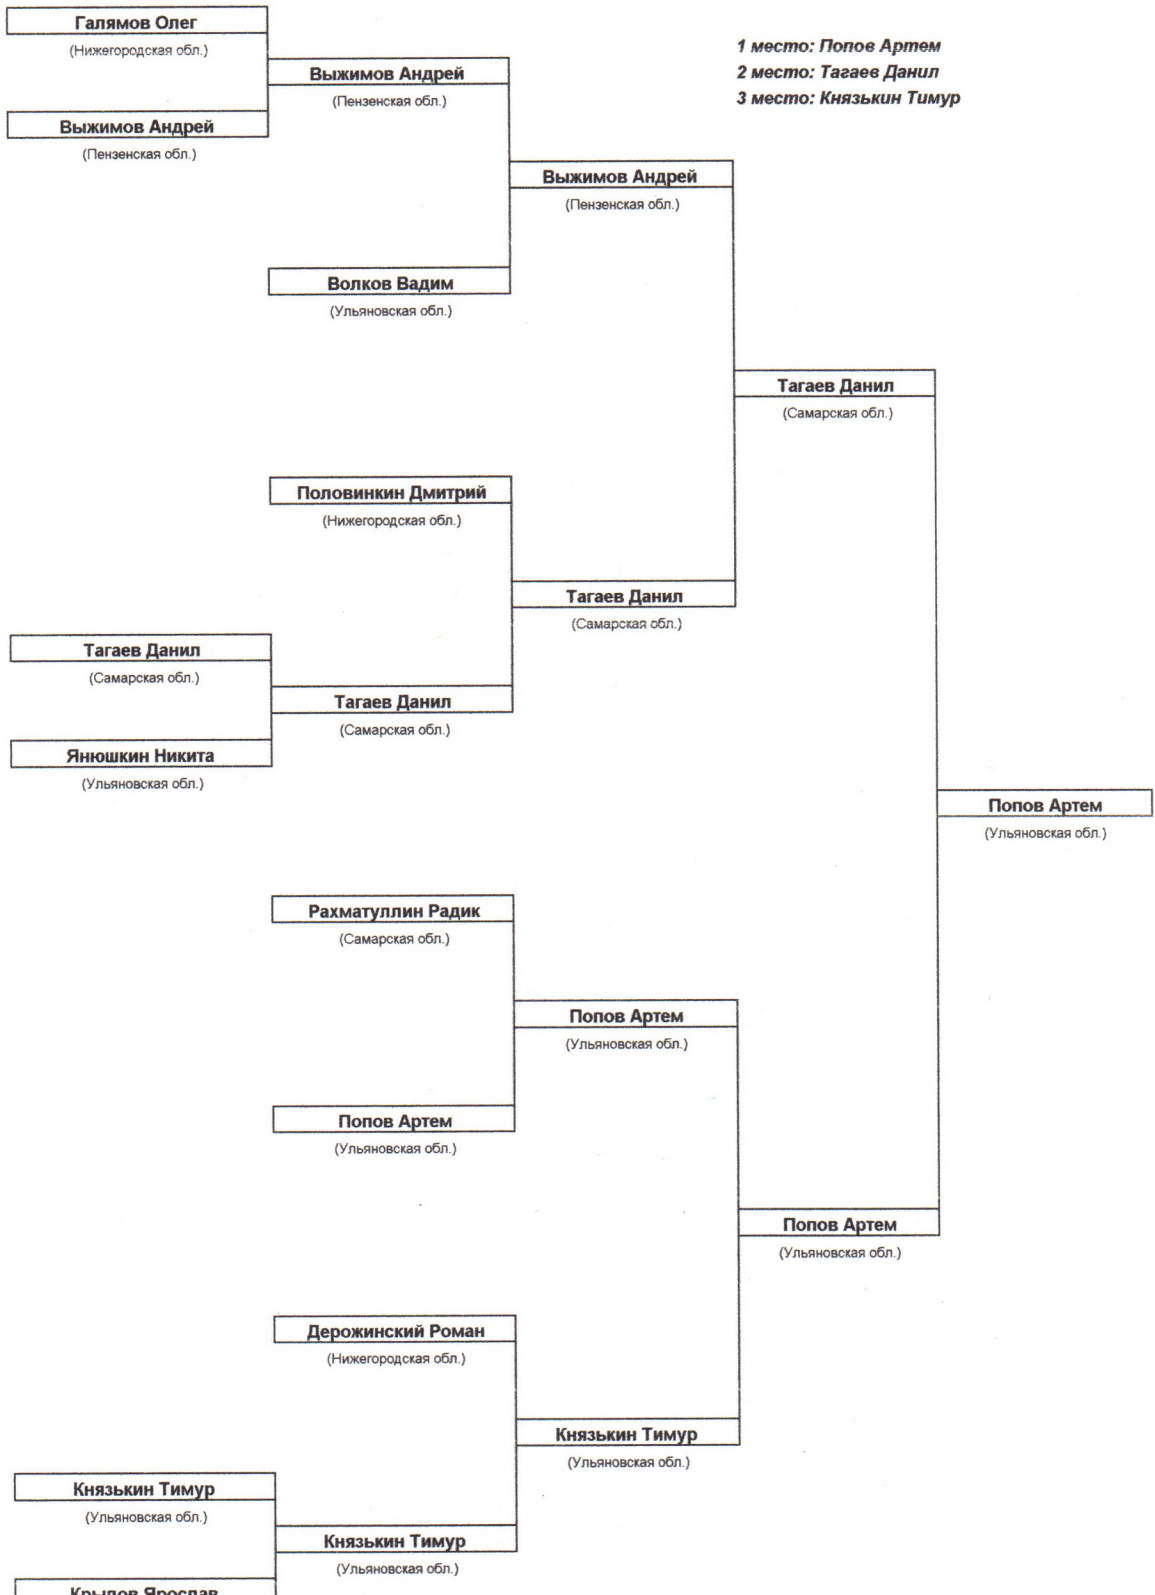 Галямов Олег
(Нижегородская обл.)
Выжимов Андрей
(Пензенская обл.)
Выжимов Андрей
(Пензенская обл.)
Волков Вадим
(Ульяновская обл.)
Выжимов Андрей
(Пензенская обл.)
1 место: Попов Артем
2 место: Тагаев Данил
3 место: Князькин Тимур
Половинкин Дмитрий
(Нижегородская обл.)
Тагаев Данил
(Самарская обл.)
Янюшкин Никита
(Ульяновская обл.)
Тагаев Данил
(Самарская обл.)
Тагаев Данил
(Самарская обл.)
Тагаев Данил
(Самарская обл.)
Рахматуллин Радик
(Самарская обл.)
Попов Артем
(Ульяновская обл.)
Попов Артем
(Ульяновская обл.)
Дерожинский Роман
(Нижегородская обл.)
Князькин Тимур
(Ульяновская обл.)
Крылов Ярослав
Князькин Тимур
(Ульяновская обл.)
Князькин Тимур
(Ульяновская обл.)
Попов Артем
(Ульяновская обл.)
Попов Артем
(Ульяновская обл.)